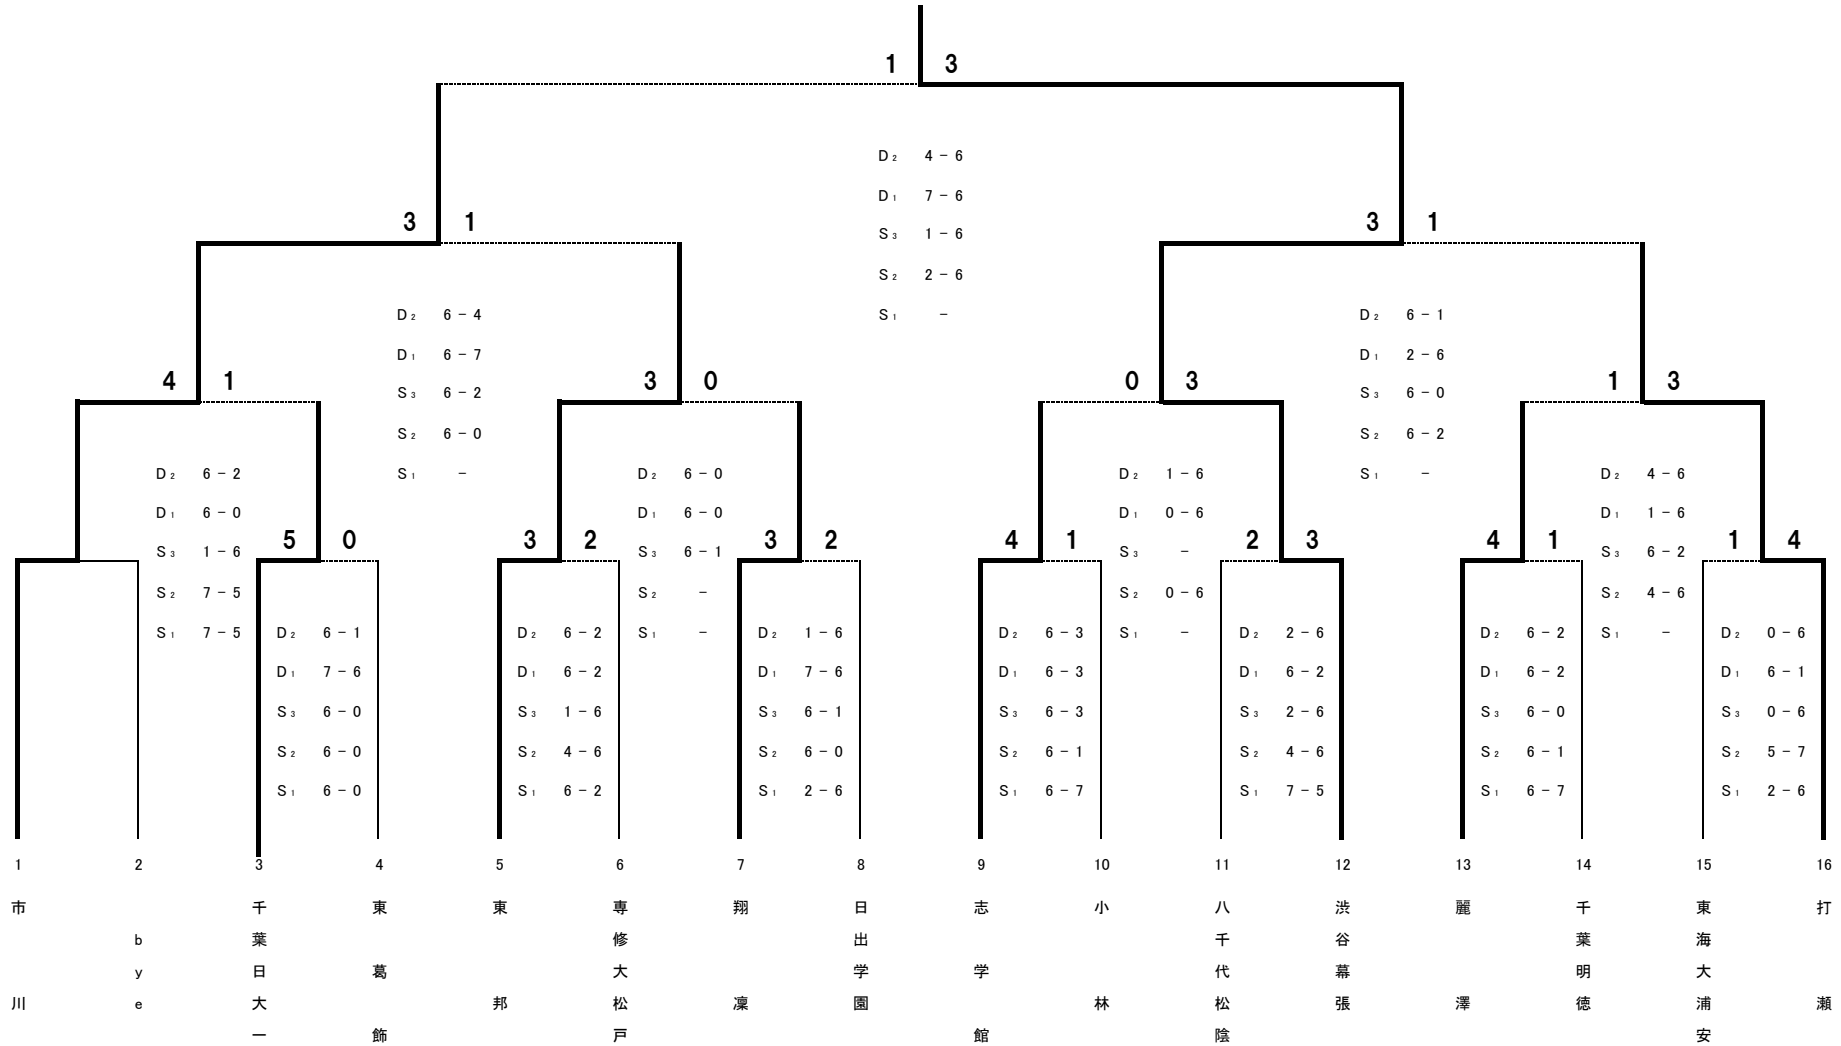 1 3
D2 4-6
D1 7-6
S3 1-6
S2 2-6
S1 -
3 1
D2 6-4
D1 6-7
S3 6-2
S2 6-0
S1 -
3 1
D2 6-1
D1 2-6
S3 6-0
S2 6-2
S1 -
4 1
D2 6-2
D1 6-0
S3 1-6
S2 7-5
S1 7-5
3 0
D2 6-0
D1 6-0
S3 6-1
S2 -
S1 -
0 3
D2 1-6
D1 0-6
S3 -
S2 0-6
S1 -
1 3
D2 4-6
D1 1-6
S3 6-2
S2 4-6
S1 -
5 0
D2 6-1
D1 7-6
S3 6-0
S2 6-0
S1 6-0
3 2
D2 6-2
D1 6-2
S3 1-6
S2 4-6
S1 6-2
3 2
D2 1-6
D1 7-6
S3 6-1
S2 6-0
S1 2-6
4 1
D2 6-3
D1 6-3
S3 6-3
S2 6-1
S1 6-7
2 3
D2 2-6
D1 6-2
S3 2-6
S2 4-6
S1 7-5
4 1
D2 6-2
D1 6-2
S3 6-0
S2 6-1
S1 6-7
1 4
D2 0-6
D1 6-1
S3 0-6
S2 5-7
S1 2-6
1 市川
2 bye
3 千葉日大一
4 東葛飾
5 東邦
6 専修大松戸
7 翔凜
8 日出学園
9 志学館
10 小林
11 八千代松陰
12 渋谷幕張
13 麗澤
14 千葉明徳
15 東海大浦安
16 打瀬